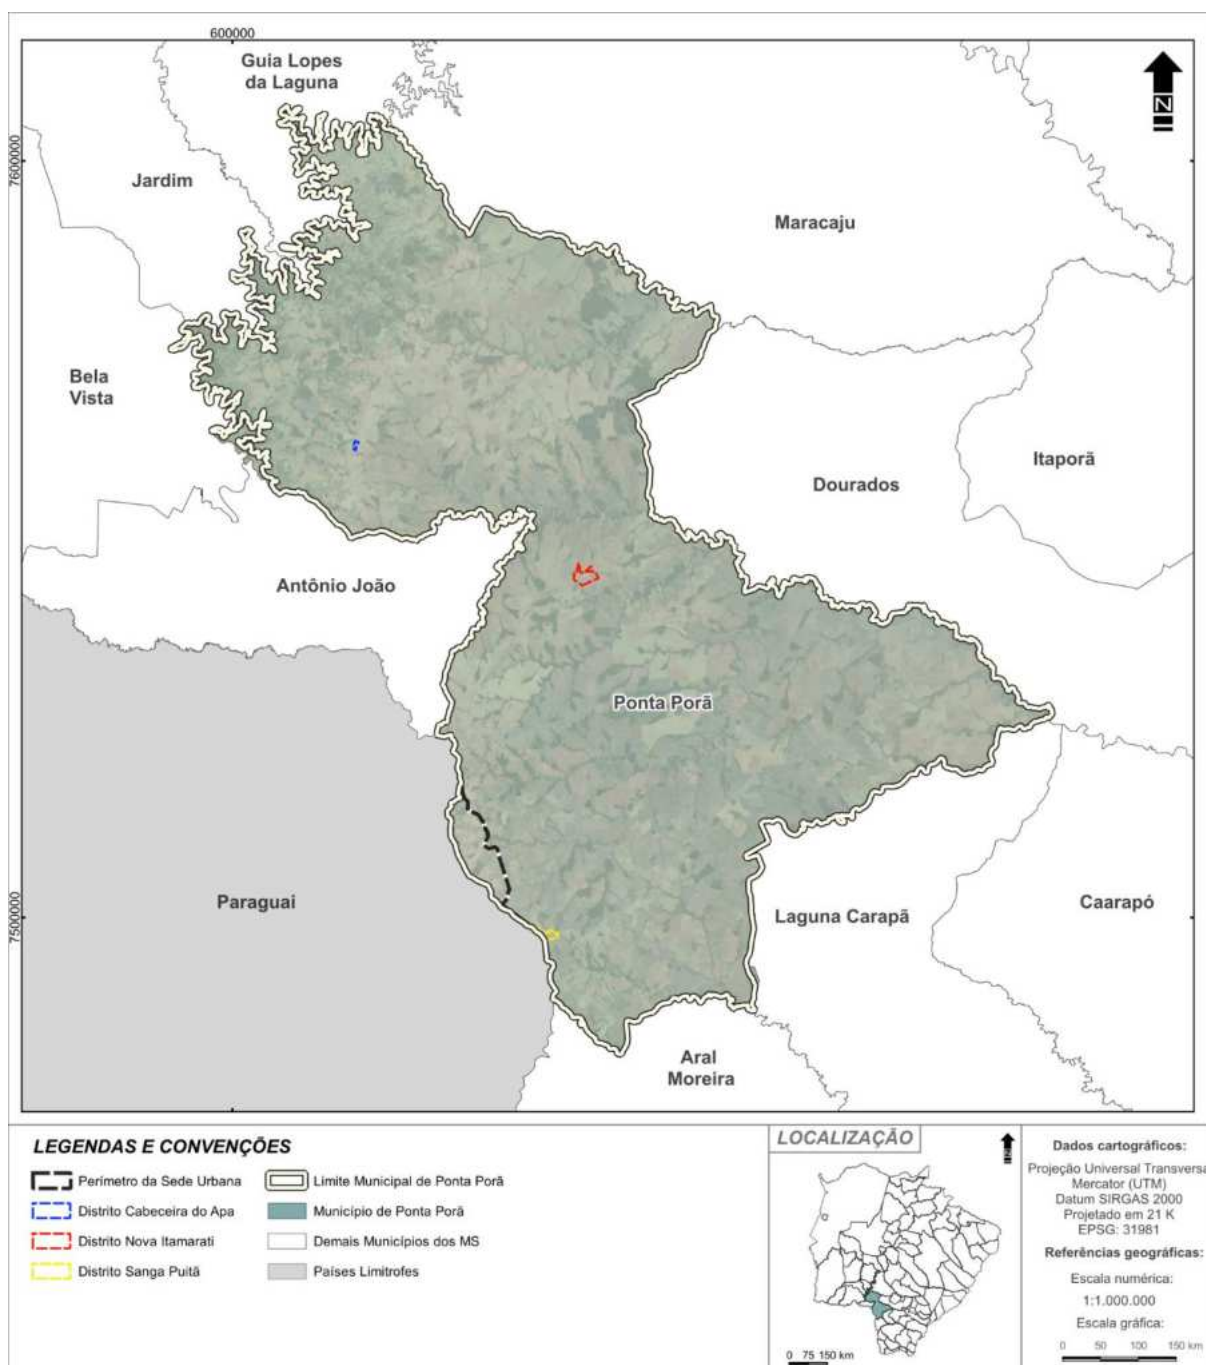 600000
Guia Lopes
da Laguna
7600000
Jardim
Maracaju
Bela
Vista
Itaporã
Dourados
Antônio João
Ponta Porã
Paraguai
7500000
Laguna Carapã
Caarapó
Aral
Moreira
N
LEGENDAS E CONVENÇÕES
Perímetro da Sede Urbana
Limite Municipal de Ponta Porã
Distrito Cabeceira do Apa
Município de Ponta Porã
Distrito Nova Itamarati
Demais Municípios dos MS
Distrito Sanga Puitã
Países Limitrofes
LOCALIZAÇÃO
N
0 75 150 km
Dados cartográficos:
Projeção Universal Transversa
Mercator (UTM)
Datum SIRGAS 2000
Projetado em 21 K
EPSG: 31981
Referências geográficas:
Escala numérica:
1:1.000.000
Escala gráfica:
0 50 100 150 km